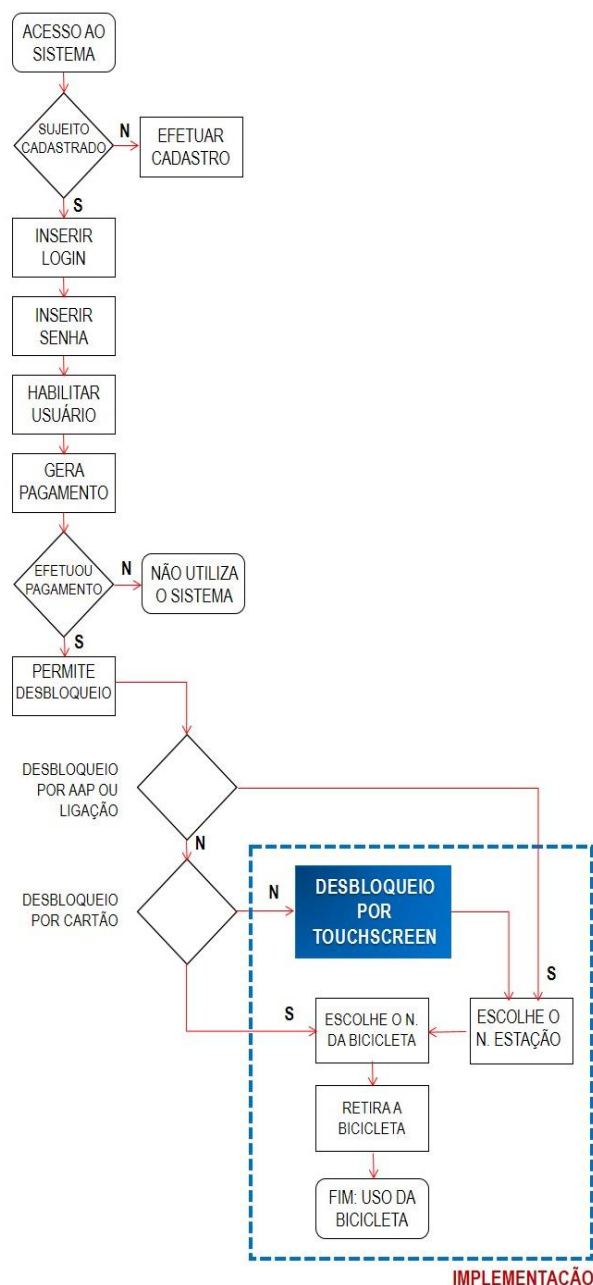 ACESSO AO
SISTEMA
SUJEITO
CADASTRADO
N
EFETUAR
CADASTRO
S
INSERIR
LOGIN
INSERIR
SENHA
HABILITAR
USUÁRIO
GERA
PAGAMENTO
EFETUOU
PAGAMENTO
N
NÃO UTILIZA
O SISTEMA
S
PERMITE
DESBLOQUEIO
DESBLOQUEIO
POR AAP OU
LIGAÇÃO
N
DESBLOQUEIO
POR CARTÃO
N
DESBLOQUEIO
POR
TOUCHSCREEN
S
S
ESCOLHE O N.
DA BICICLETA
ESCOLHE O
N. ESTAÇÃO
RETIRA A
BICICLETA
FIM: USO DA
BICICLETA
IMPLEMENTAÇÃO